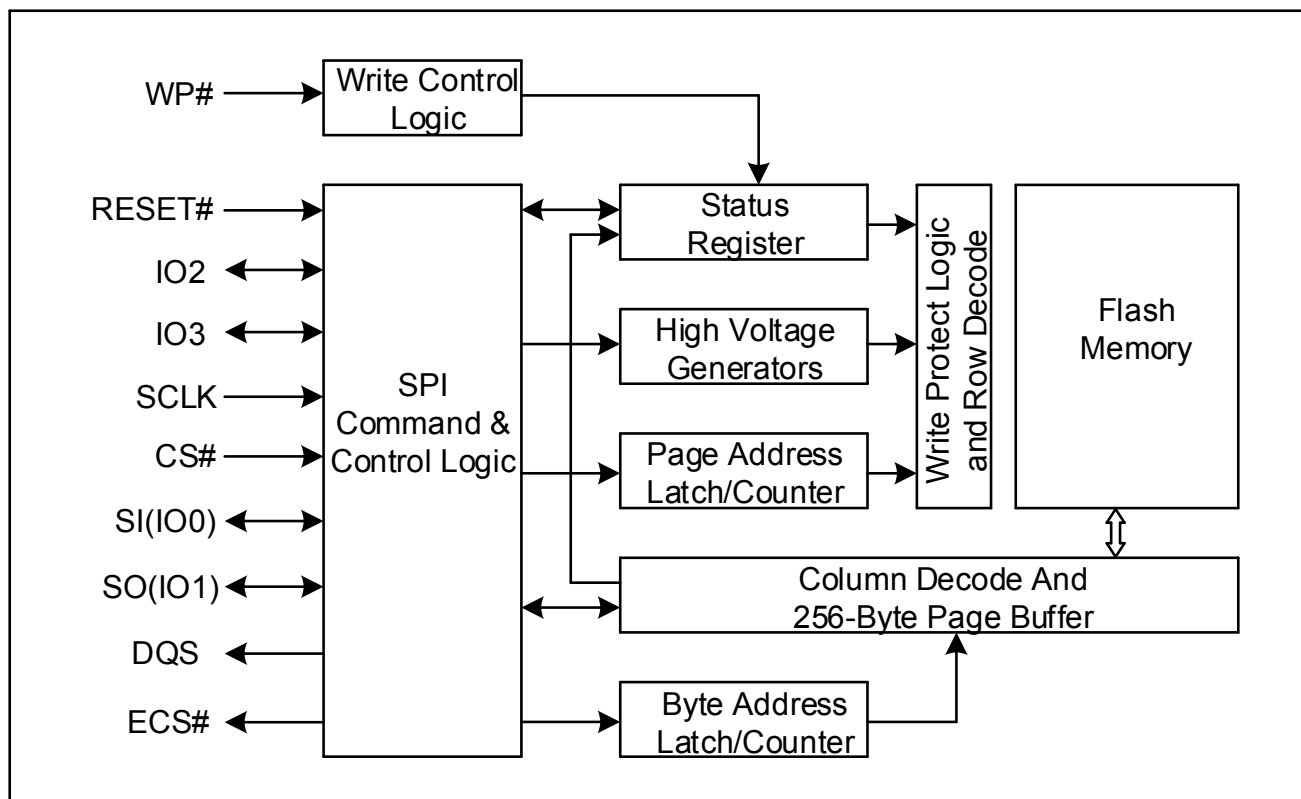 WP#
Write Control
Logic
RESET#
IO2
IO3
SCLK
CS#
SI(IO0)
SO(IO1)
DQS
ECS#
SPI
Command &
Control Logic
Status
Register
High Voltage
Generators
Page Address
Latch/Counter
Write Protect Logic
and Row Decode
Flash
Memory
Column Decode And
256-Byte Page Buffer
Byte Address
Latch/Counter